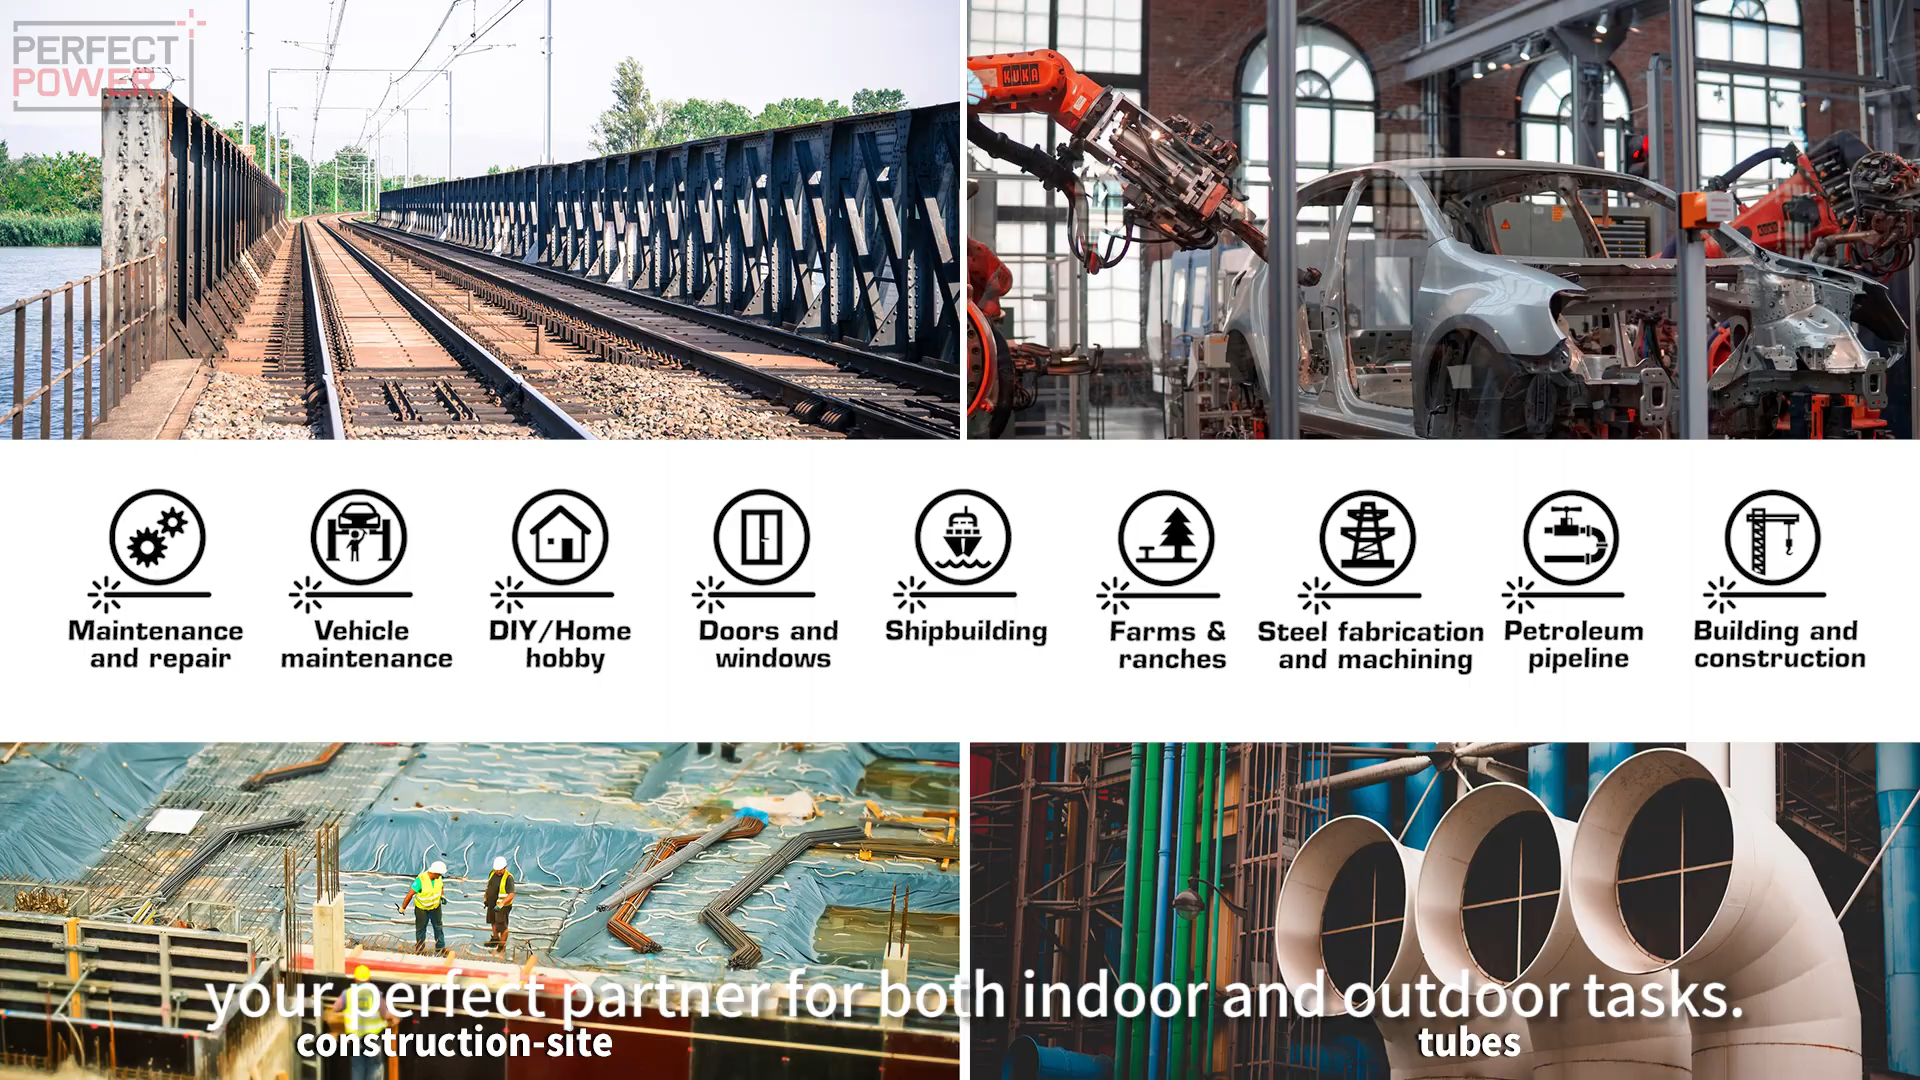 PERFECT
POWER
KUKA
Maintenance
and repair
Vehicle
maintenance
DIY/Home
hobby
Doors and
windows
Shipbuilding
Farms &
ranches
Steel fabrication
and machining
Petroleum
pipeline
Building and
construction
your perfect partner for both indoor and outdoor tasks.
construction-site
tubes